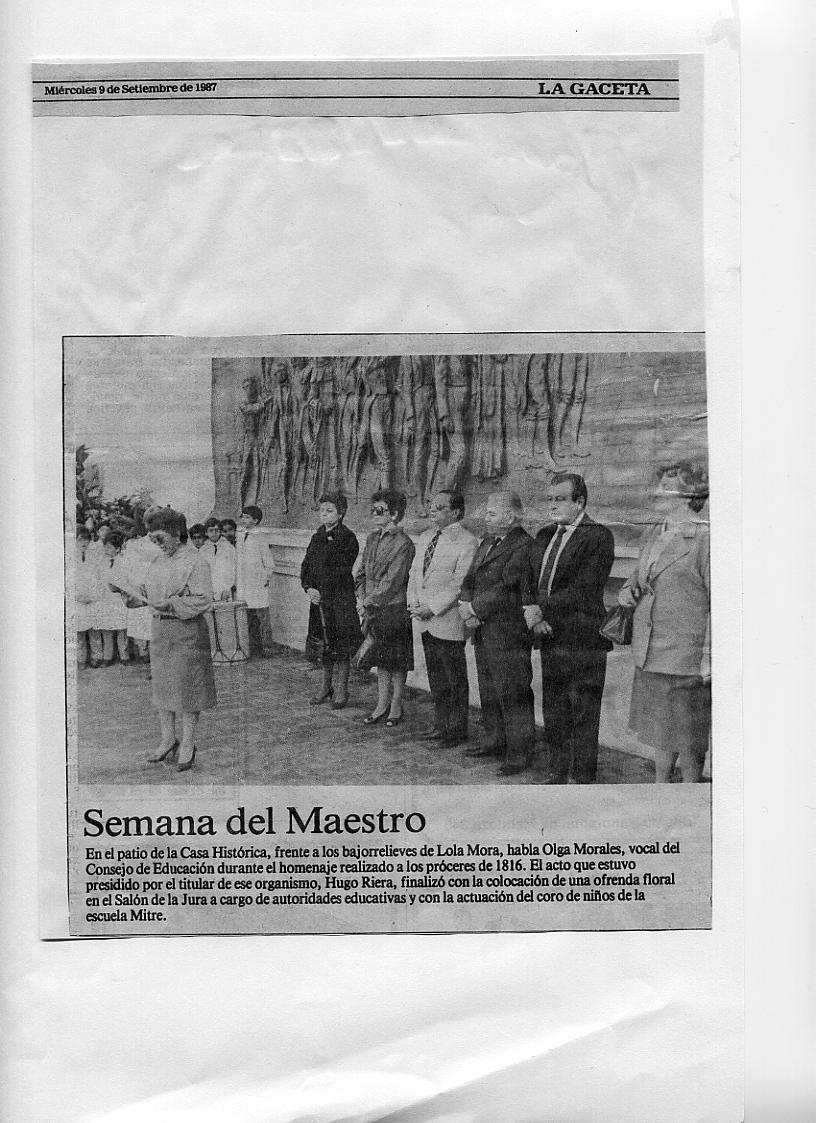 Miércoles 9 de Setiembre de 1987
LA GACETA
Semana del Maestro
En el patio de la Casa Histórica, frente a los bajorrelieves de Lola Mora, habla Olga Morales, vocal del
Consejo de Educación durante el homenaje realizado a los próceres de 1816. El acto que estuvo
presidido por el titular de ese organismo, Hugo Riera, finalizó con la colocación de una ofrenda floral
en el Salón de la Jura a cargo de autoridades educativas y con la actuación del coro de niños de la
escuela Mitre.